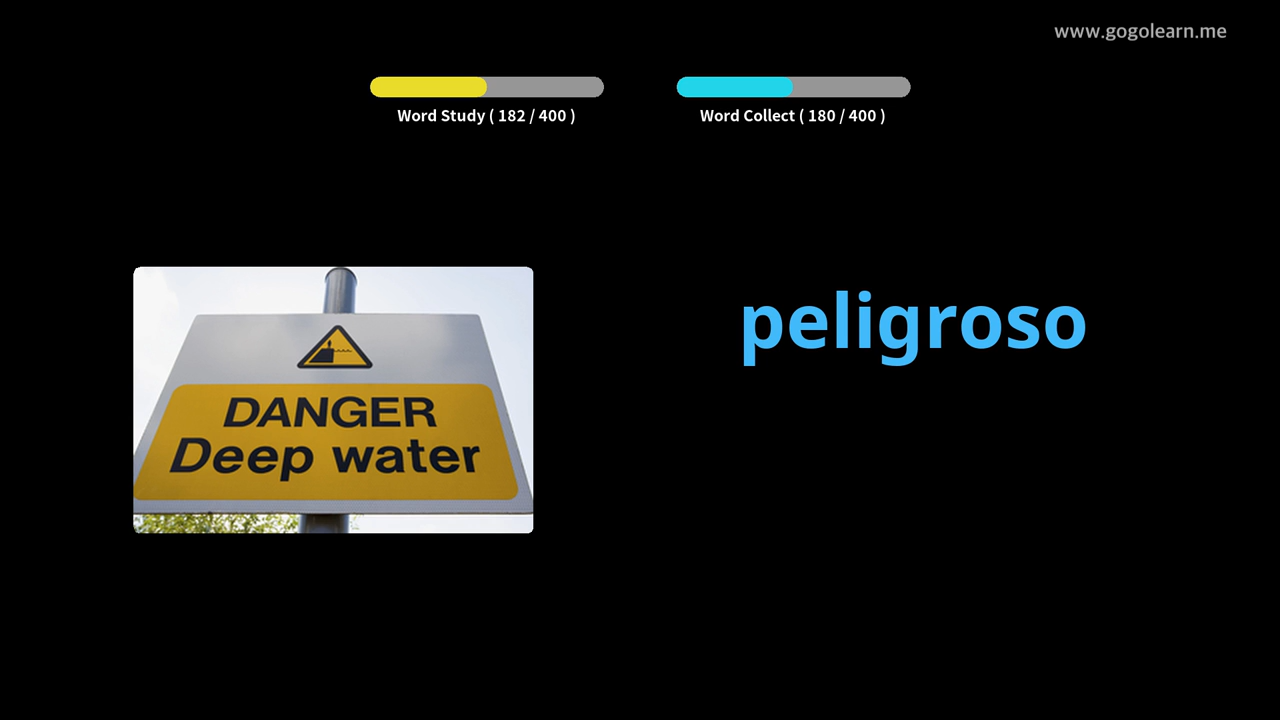 www.gogolearn.me
Word Study ( 182 / 400 )
Word Collect ( 180 / 400 )
peligroso
DANGER
Deep water